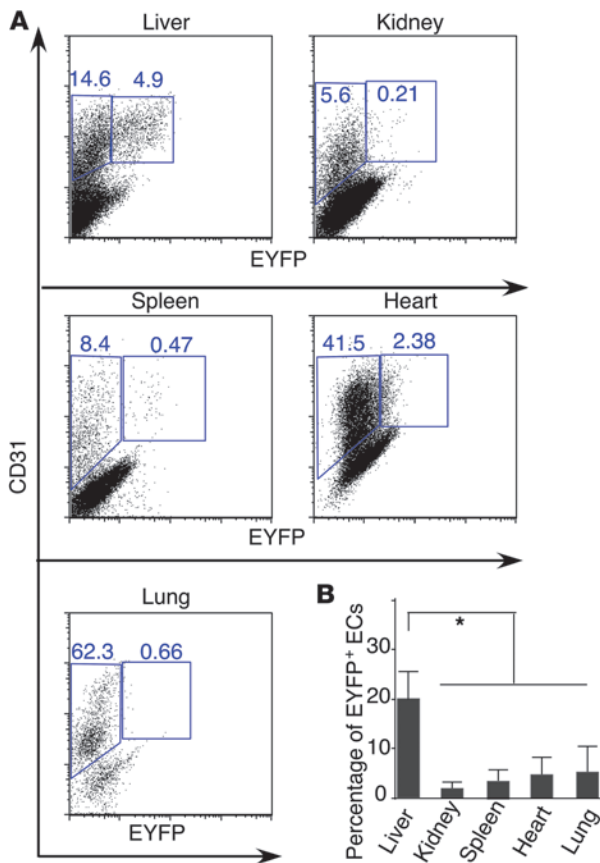 A
Liver
Kidney
14.6 4.9
5.6 0.21
EYFP
Spleen
Heart
8.4 0.47
41.5 2.38
CD31
EYFP
Lung
62.3 0.66
EYFP
B
*
Percentage of EYFP+ ECs
30
20
10
0
Liver
Kidney
Spleen
Heart
Lung